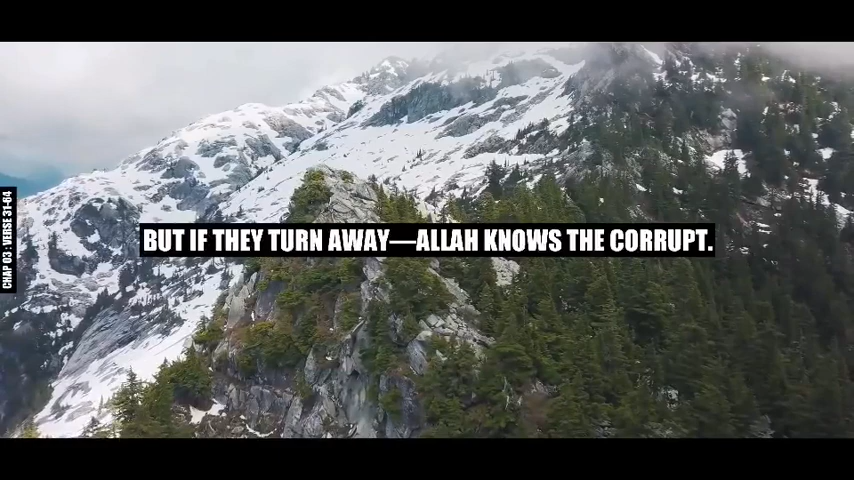 BUT IF THEY TURN AWAY—ALLAH KNOWS THE CORRUPT.
CHAP 03 : VERSE 31-64